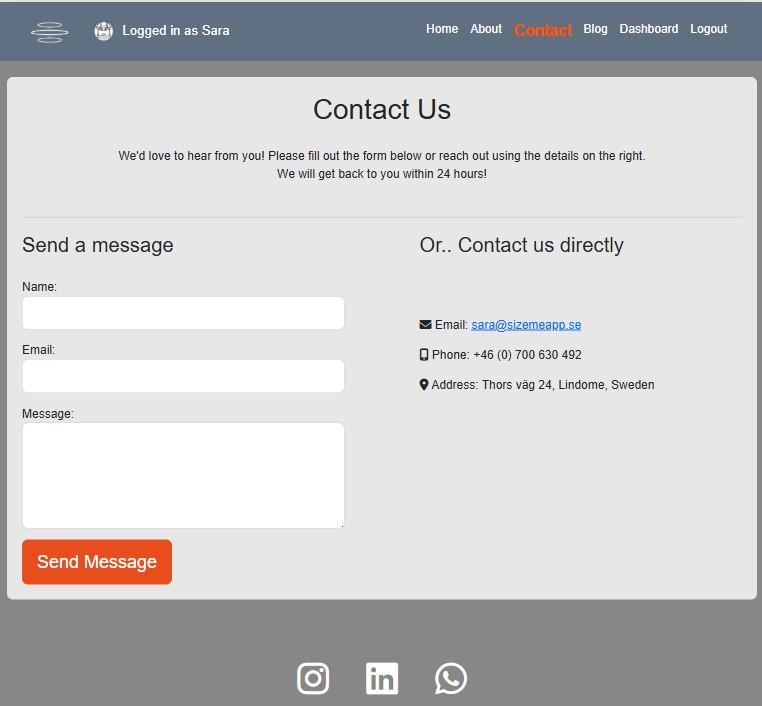 Logged in as Sara
Home About Contact Blog Dashboard Logout
Contact Us
We'd love to hear from you! Please fill out the form below or reach out using the details on the right.
We will get back to you within 24 hours!
Send a message
Name:
Email:
Message:
Send Message
Or.. Contact us directly
Email: sara@sizemeapp.se
Phone: +46 (0) 700 630 492
Address: Thors väg 24, Lindome, Sweden